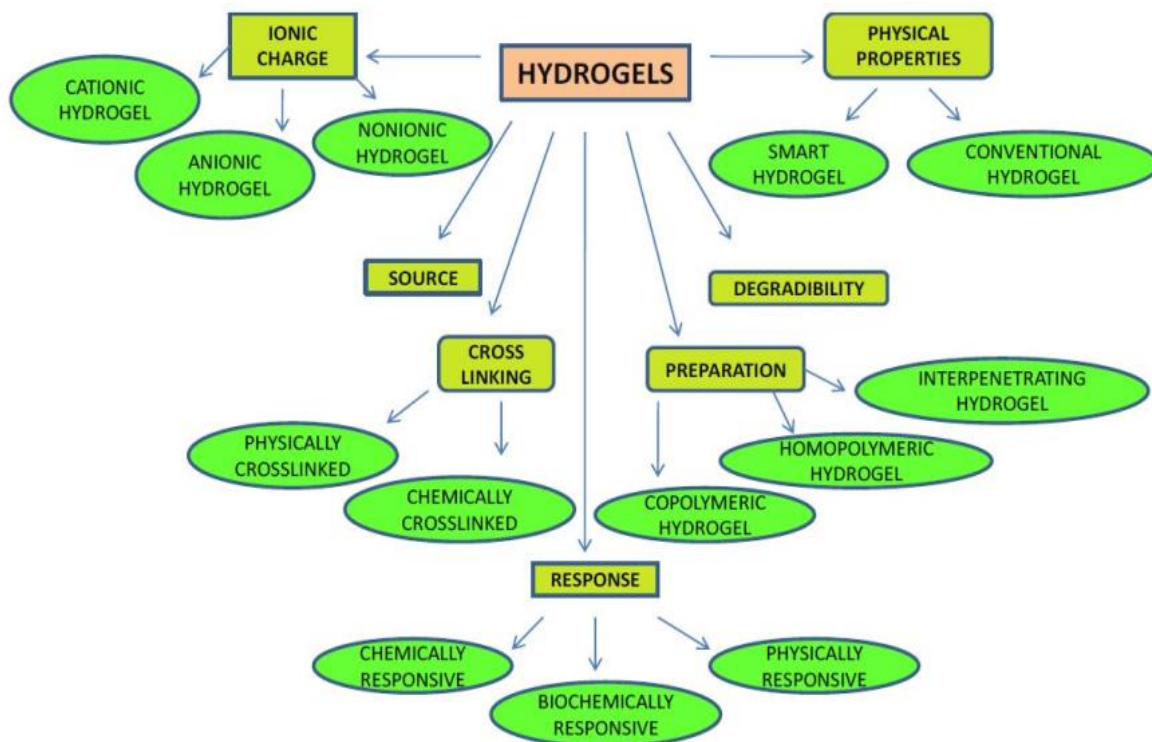 IONIC
CHARGE
HYDROGELS
PHYSICAL
PROPERTIES
CATIONIC
HYDROGEL
ANIONIC
HYDROGEL
NONIONIC
HYDROGEL
SMART
HYDROGEL
CONVENTIONAL
HYDROGEL
SOURCE
DEGRADIBILITY
CROSS
LINKING
PREPARATION
INTERPENETRATING
HYDROGEL
PHYSICALLY
CROSSLINKED
HOMOPOLYMERIC
HYDROGEL
CHEMICALLY
CROSSLINKED
COPOLYMERIC
HYDROGEL
RESPONSE
CHEMICALLY
RESPONSIVE
BIOCHEMICALLY
RESPONSIVE
PHYSICALLY
RESPONSIVE